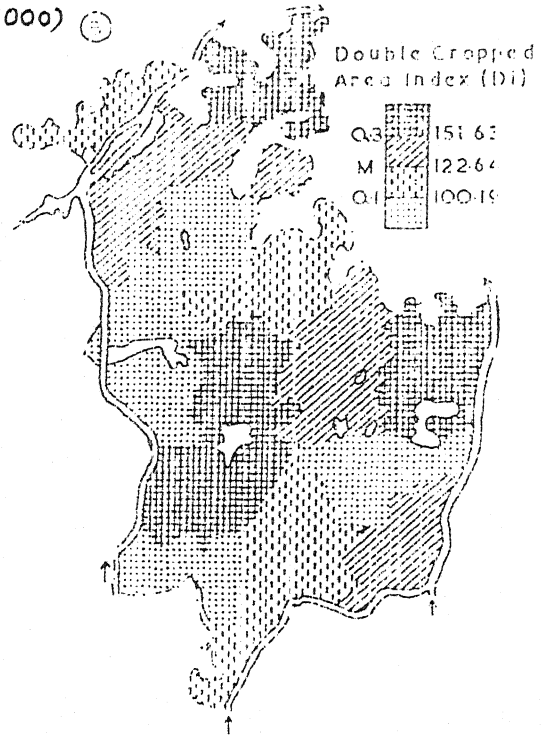 000) B
Double Cropped
Area Index (Di)
Q3 151·63
M 122·64
Q1 100·19